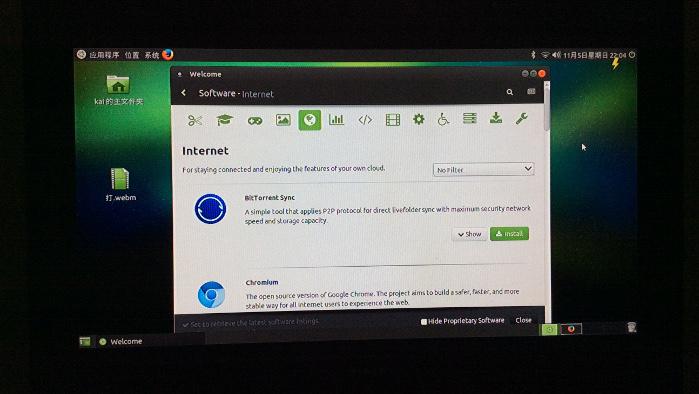 应用程序 位置 系统
11月5日星期日 22:04
Welcome
kai的主文件夹
打.webm
Software - Internet
Internet
For staying connected and enjoying the features of your own cloud.
No Filter
BitTorrent Sync
A simple tool that applies P2P protocol for direct livefolder sync with maximum security network
speed and storage capacity.
Show
Install
Chromium
The open source version of Google Chrome. The project aims to build a safer, faster, and more
stable way for all internet users to experience the web.
Set to retrieve the latest software listings.
Hide Proprietary Software
Close
Welcome